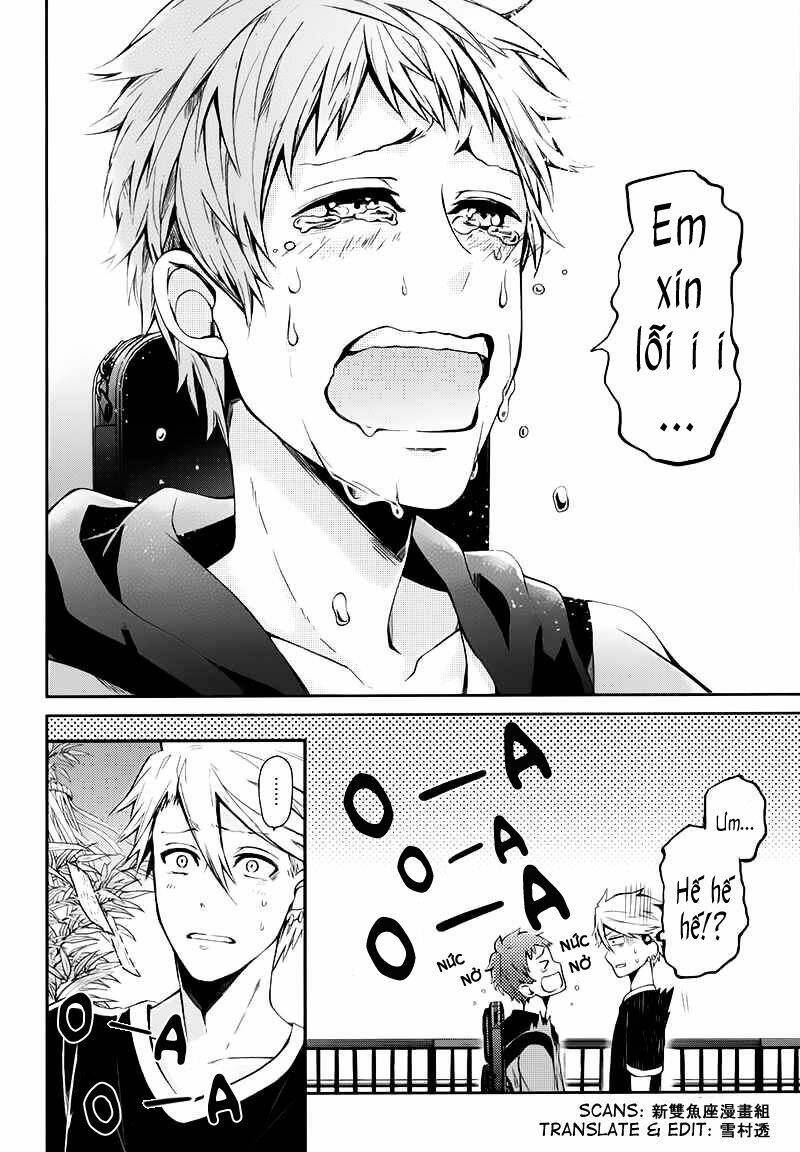 Em
xin
lỗi i i
...
......
O — A
O — A
O — A
O — A
O — A
Ưm...
Hế hế
hế!?
NỨC
NỞ
NỨC
NỞ
SCANS: 新雙魚座漫畫組
TRANSLATE & EDIT: 雪村透